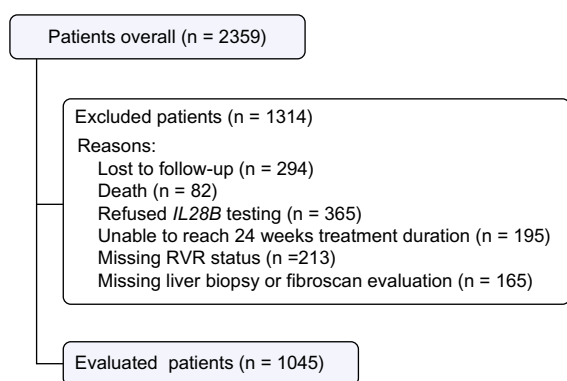 Patients overall (n = 2359)
Excluded patients (n = 1314)
Reasons:
Lost to follow-up (n = 294)
Death (n = 82)
Refused IL28B testing (n = 365)
Unable to reach 24 weeks treatment duration (n = 195)
Missing RVR status (n =213)
Missing liver biopsy or fibroscan evaluation (n = 165)
Evaluated patients (n = 1045)